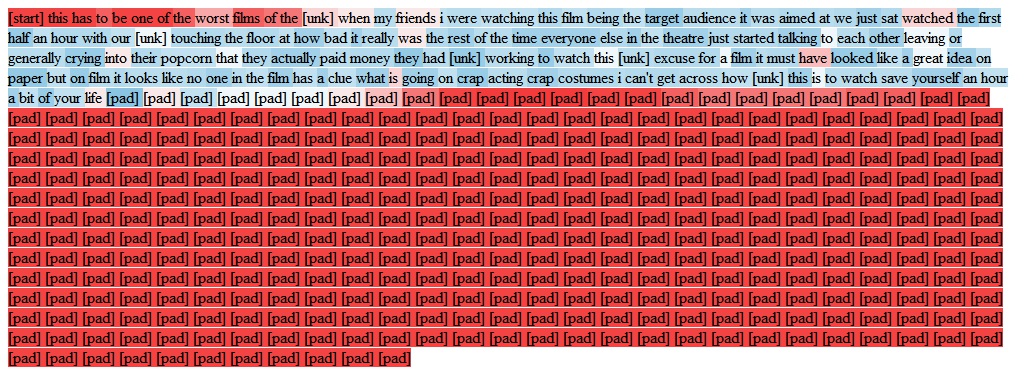 [start] this has to be one of the worst films of the [unk] when my friends i were watching this film being the target audience it was aimed at we just sat watched the first
half an hour with our [unk] touching the floor at how bad it really was the rest of the time everyone else in the theatre just started talking to each other leaving or
generally crying into their popcorn that they actually paid money they had [unk] working to watch this [unk] excuse for a film it must have looked like a great idea on
paper but on film it looks like no one in the film has a clue what is going on crap acting crap costumes i can't get across how [unk] this is to watch save yourself an hour
a bit of your life [pad] [pad] [pad] [pad] [pad] [pad] [pad] [pad] [pad] [pad] [pad] [pad] [pad] [pad] [pad] [pad] [pad] [pad] [pad] [pad] [pad] [pad] [pad] [pad]
[pad] [pad] [pad] [pad] [pad] [pad] [pad] [pad] [pad] [pad] [pad] [pad] [pad] [pad] [pad] [pad] [pad] [pad] [pad] [pad] [pad] [pad] [pad] [pad] [pad] [pad] [pad]
[pad] [pad] [pad] [pad] [pad] [pad] [pad] [pad] [pad] [pad] [pad] [pad] [pad] [pad] [pad] [pad] [pad] [pad] [pad] [pad] [pad] [pad] [pad] [pad] [pad] [pad] [pad]
[pad] [pad] [pad] [pad] [pad] [pad] [pad] [pad] [pad] [pad] [pad] [pad] [pad] [pad] [pad] [pad] [pad] [pad] [pad] [pad] [pad] [pad] [pad] [pad] [pad] [pad] [pad]
[pad] [pad] [pad] [pad] [pad] [pad] [pad] [pad] [pad] [pad] [pad] [pad] [pad] [pad] [pad] [pad] [pad] [pad] [pad] [pad] [pad] [pad] [pad] [pad] [pad] [pad] [pad]
[pad] [pad] [pad] [pad] [pad] [pad] [pad] [pad] [pad] [pad] [pad] [pad] [pad] [pad] [pad] [pad] [pad] [pad] [pad] [pad] [pad] [pad] [pad] [pad] [pad] [pad] [pad]
[pad] [pad] [pad] [pad] [pad] [pad] [pad] [pad] [pad] [pad] [pad] [pad] [pad] [pad] [pad] [pad] [pad] [pad] [pad] [pad] [pad] [pad] [pad] [pad] [pad] [pad] [pad]
[pad] [pad] [pad] [pad] [pad] [pad] [pad] [pad] [pad] [pad] [pad] [pad] [pad] [pad] [pad] [pad] [pad] [pad] [pad] [pad] [pad] [pad] [pad] [pad] [pad] [pad] [pad]
[pad] [pad] [pad] [pad] [pad] [pad] [pad] [pad] [pad] [pad] [pad] [pad] [pad] [pad] [pad] [pad] [pad] [pad] [pad] [pad] [pad] [pad] [pad] [pad] [pad] [pad] [pad]
[pad] [pad] [pad] [pad] [pad] [pad] [pad] [pad] [pad] [pad] [pad] [pad] [pad] [pad] [pad] [pad] [pad] [pad] [pad] [pad] [pad] [pad] [pad] [pad] [pad] [pad] [pad]
[pad] [pad] [pad] [pad] [pad] [pad] [pad] [pad] [pad] [pad] [pad] [pad] [pad] [pad] [pad] [pad] [pad] [pad] [pad] [pad] [pad] [pad] [pad] [pad] [pad] [pad] [pad]
[pad] [pad] [pad] [pad] [pad] [pad] [pad] [pad] [pad] [pad] [pad] [pad] [pad] [pad] [pad] [pad] [pad] [pad] [pad] [pad] [pad] [pad] [pad] [pad] [pad] [pad] [pad]
[pad] [pad] [pad] [pad] [pad] [pad] [pad] [pad] [pad] [pad] [pad] [pad] [pad] [pad] [pad] [pad] [pad] [pad] [pad] [pad] [pad] [pad] [pad] [pad] [pad] [pad] [pad]
[pad] [pad] [pad] [pad] [pad] [pad] [pad] [pad] [pad] [pad] [pad]